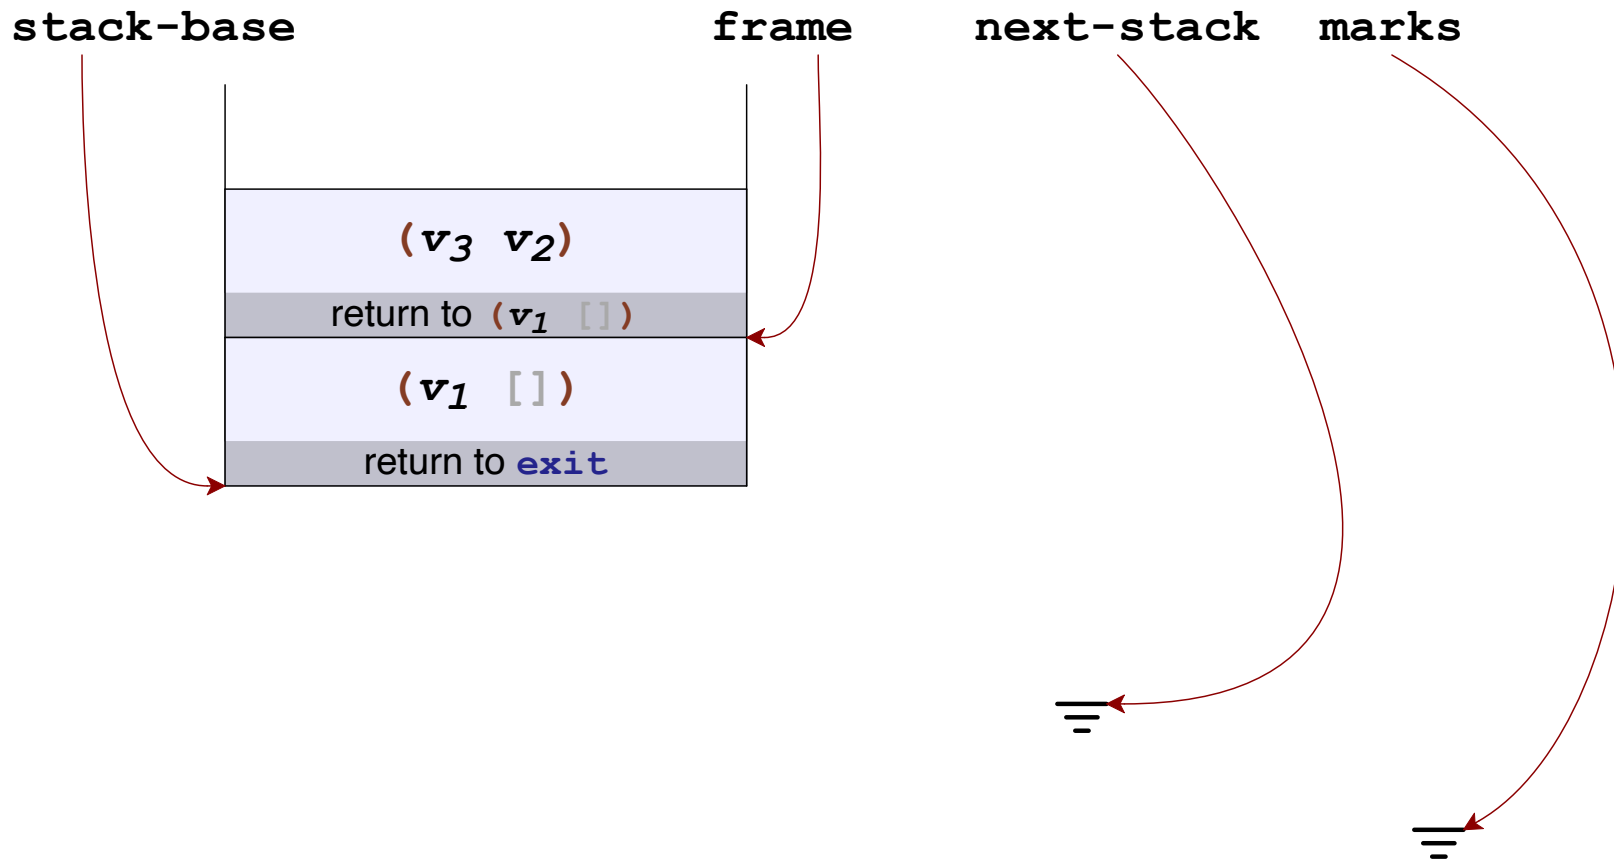 stack-base frame next-stack marks
(v3 v2)
return to (v1 [])
(v1 [])
return to exit